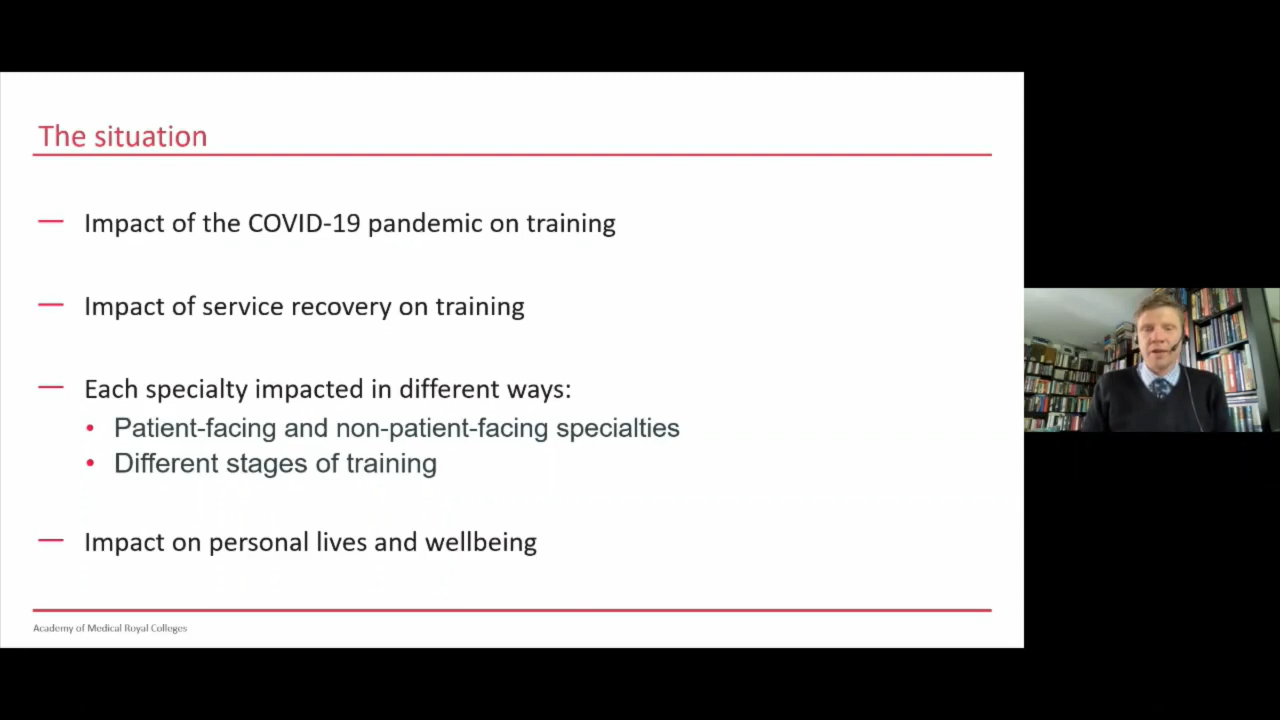 The situation
— Impact of the COVID-19 pandemic on training
— Impact of service recovery on training
— Each specialty impacted in different ways:
• Patient-facing and non-patient-facing specialties
• Different stages of training
— Impact on personal lives and wellbeing
Academy of Medical Royal Colleges